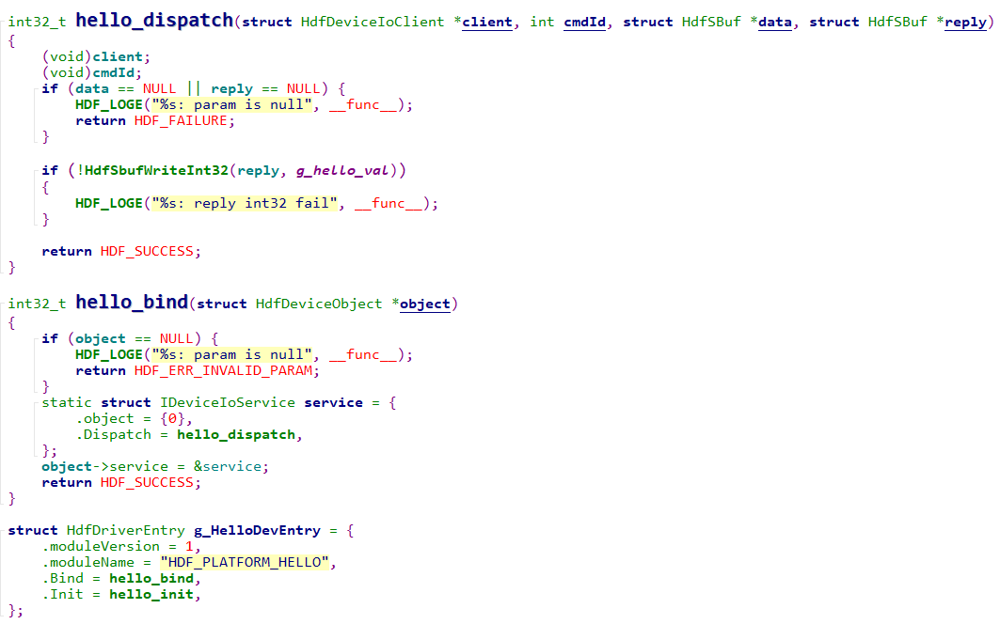 int32_t hello_dispatch(struct HdfDeviceIoClient *client, int cmdId, struct HdfSBuf *data, struct HdfSBuf *reply)
{
    (void)client;
    (void)cmdId;
    if (data == NULL || reply == NULL) {
        HDF_LOGE("%s: param is null", __func__);
        return HDF_FAILURE;
    }

    if (!HdfSbufWriteInt32(reply, g_hello_val))
    {
        HDF_LOGE("%s: reply int32 fail", __func__);
    }

    return HDF_SUCCESS;
}

int32_t hello_bind(struct HdfDeviceObject *object)
{
    if (object == NULL) {
        HDF_LOGE("%s: param is null", __func__);
        return HDF_ERR_INVALID_PARAM;
    }
    static struct IDeviceIoService service = {
        .object = {0},
        .Dispatch = hello_dispatch,
    };
    object->service = &service;
    return HDF_SUCCESS;
}

struct HdfDriverEntry g_HelloDevEntry = {
    .moduleVersion = 1,
    .moduleName = "HDF_PLATFORM_HELLO",
    .Bind = hello_bind,
    .Init = hello_init,
};